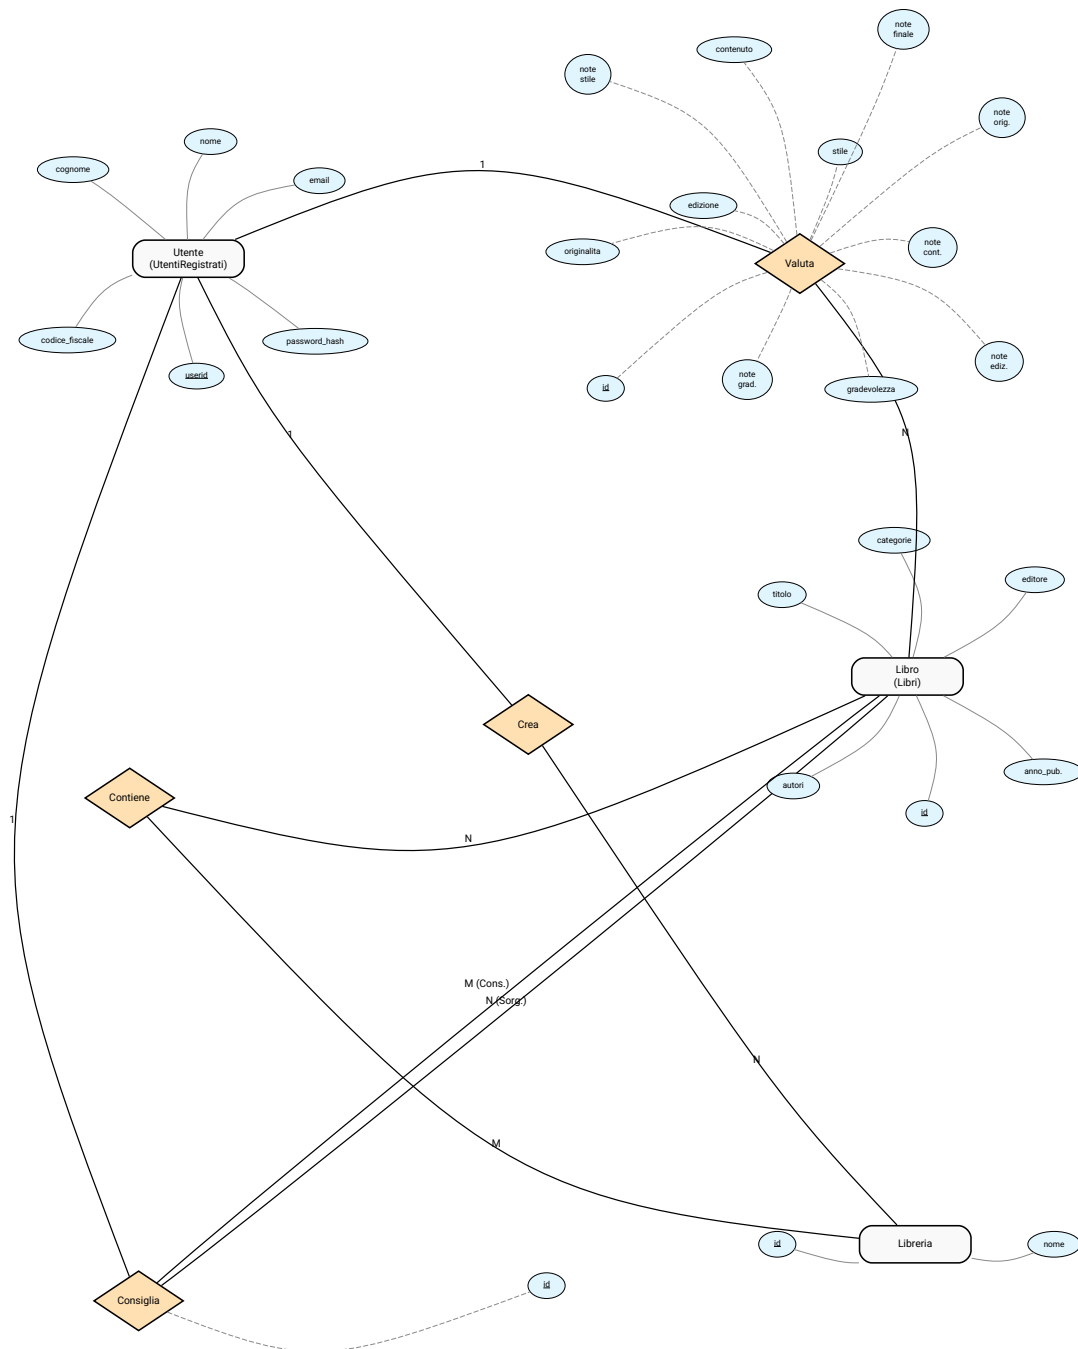 note
finale
contenuto
note
stile
note
orig.
nome
stile
cognome
1
email
edizione
originalita
note
cont.
Utente
(UtentiRegistrati)
Valuta
codice_fiscale
password_hash
note
ediz.
userid
note
grad.
id
gradevolezza
1
N
categorie
editore
titolo
Libro
(Libri)
Crea
anno_pub.
autori
Contiene
id
1
N
M (Cons.)
N (Sorg.)
N
M
id
Libreria
nome
id
Consiglia